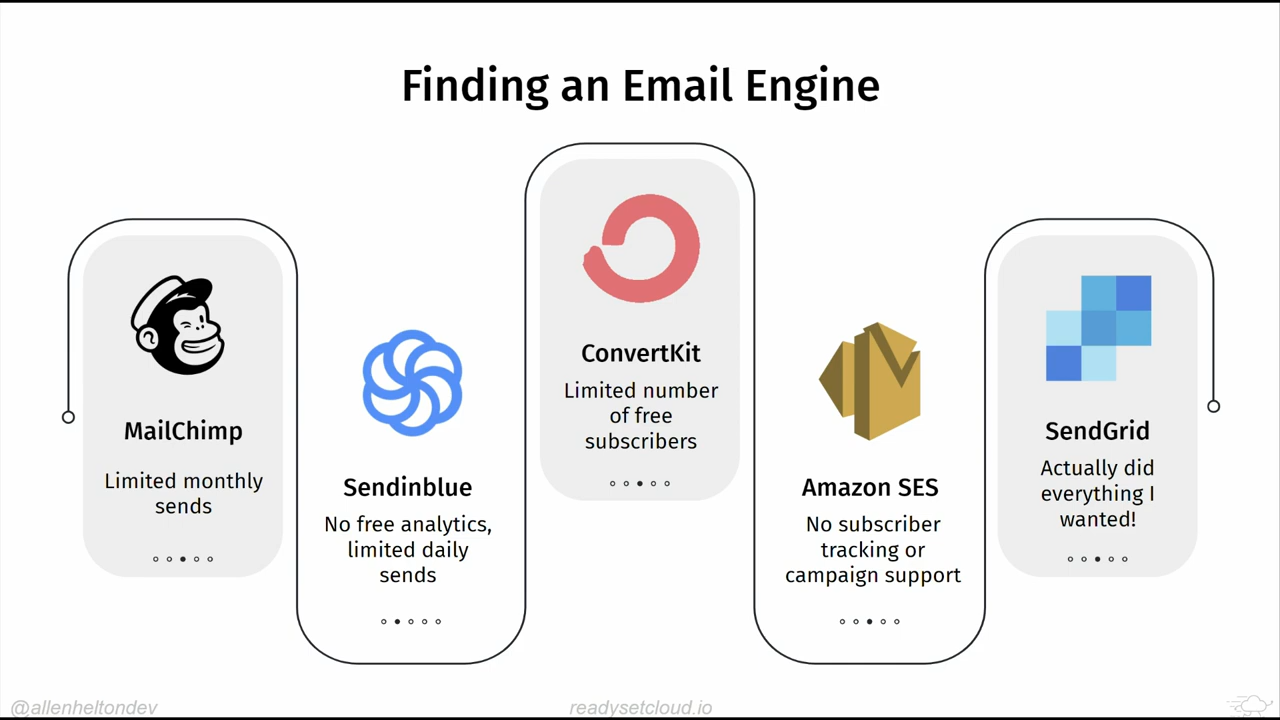 Finding an Email Engine
MailChimp
Limited monthly
sends
Sendinblue
No free analytics,
limited daily
sends
ConvertKit
Limited number
of free
subscribers
Amazon SES
No subscriber
tracking or
campaign support
SendGrid
Actually did
everything I
wanted!
@allenheltondev
readysetcloud.io